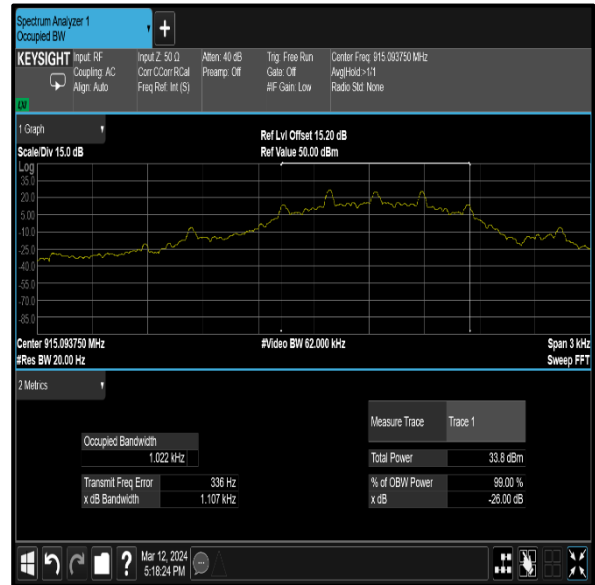 Spectrum Analyzer 1
Occupied BW
+
KEYSIGHT
Input: RF
Coupling: AC
Align: Auto
Input Z: 50 Ω
Corr CCorr RCal
Freq Ref: Int (S)
Atten: 40 dB
Preamp: Off
Trig: Free Run
Gate: Off
#IF Gain: Low
Center Freq: 915.093750 MHz
Avg|Hold:>1/1
Radio Std: None
LXI
1 Graph
Scale/Div 15.0 dB
Ref Lvl Offset 15.20 dB
Ref Value 50.00 dBm
Log
35.0
20.0
5.00
-10.0
-25.0
-40.0
-55.0
-70.0
-85.0
Center 915.093750 MHz
#Res BW 20.00 Hz
#Video BW 62.000 kHz
Span 3 kHz
Sweep FFT
2 Metrics
Occupied Bandwidth
1.022 kHz
Transmit Freq Error 336 Hz
x dB Bandwidth 1.107 kHz
Measure Trace Trace 1
Total Power 33.8 dBm
% of OBW Power 99.00 %
x dB -26.00 dB
?
Mar 12, 2024
5:18:24 PM